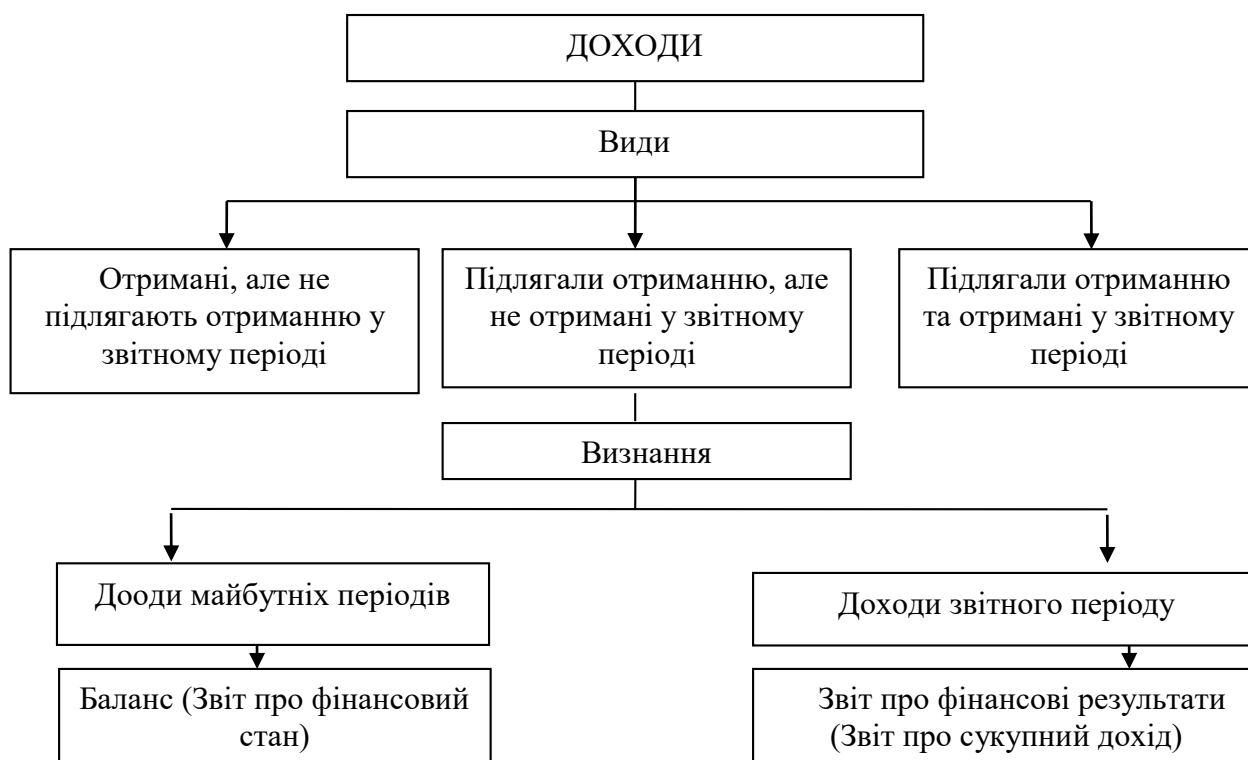 ДОХОДИ
Види
Отримані, але не
підлягають отриманню у
звітному періоді
Підлягали отриманню, але
не отримані у звітному
періоді
Підлягали отриманню
та отримані у звітному
періоді
Визнання
Дооди майбутніх періодів
Доходи звітного періоду
Баланс (Звіт про фінансовий
стан)
Звіт про фінансові результати
(Звіт про сукупний дохід)